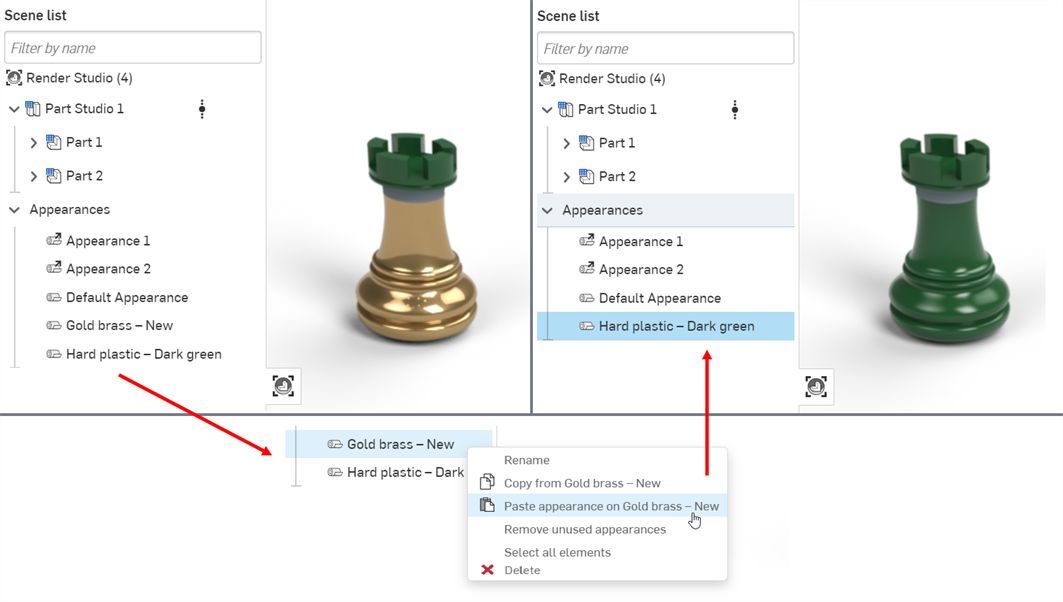 Scene list
Filter by name
Render Studio (4)
Part Studio 1
Part 1
Part 2
Appearances
Appearance 1
Appearance 2
Default Appearance
Gold brass – New
Hard plastic – Dark green
Scene list
Filter by name
Render Studio (4)
Part Studio 1
Part 1
Part 2
Appearances
Appearance 1
Appearance 2
Default Appearance
Hard plastic – Dark green
Gold brass – New
Hard plastic – Dark
Rename
Copy from Gold brass – New
Paste appearance on Gold brass – New
Remove unused appearances
Select all elements
Delete